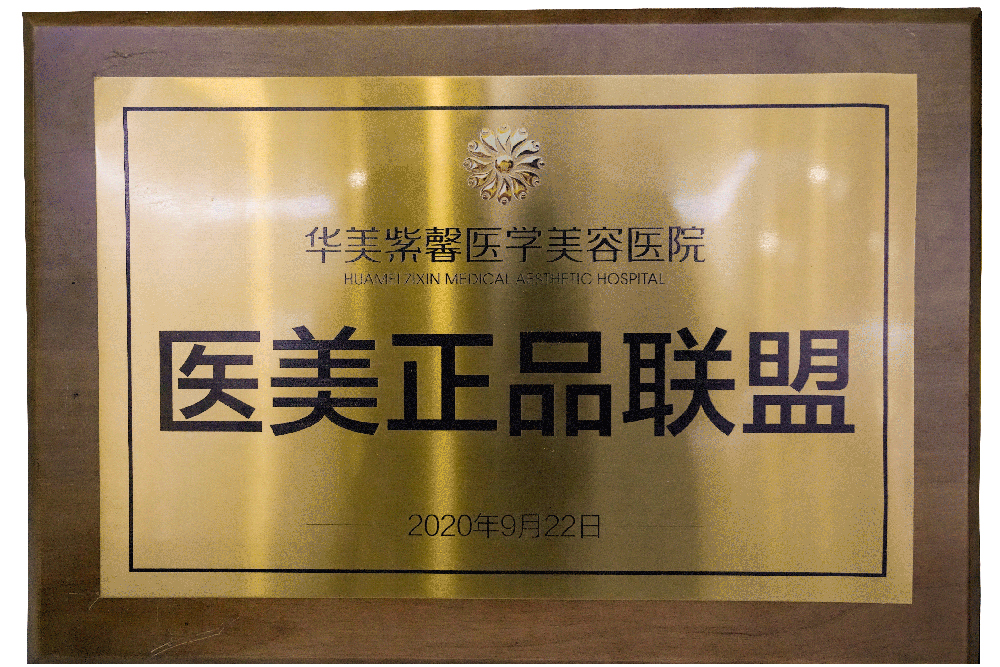 华美紫馨医学美容医院
HUAMEI ZIXIN MEDICAL AESTHETIC HOSPITAL
医美正品联盟
2020年9月22日